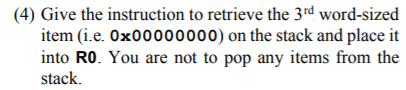 (4) Give the instruction to retrieve the 3rd word-sized
item (i.e. 0x00000000) on the stack and place it
into R0. You are not to pop any items from the
stack.